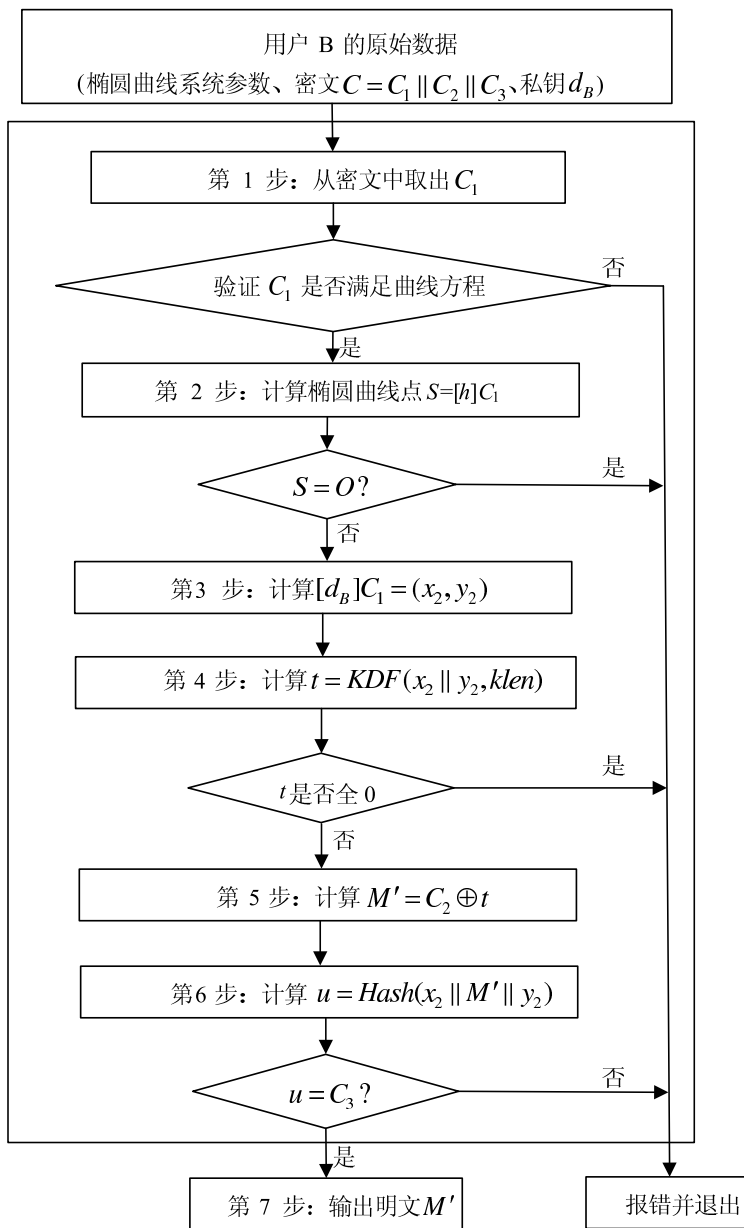 用户 B 的原始数据
(椭圆曲线系统参数、密文C=C₁||C₂||C₃、私钥d_B)
第 1 步：从密文中取出C₁
验证 C₁ 是否满足曲线方程
否
是
第 2 步：计算椭圆曲线点S=[h]C₁
S=O?
是
否
第3 步：计算[d_B]C₁=(x₂,y₂)
第 4 步：计算t=KDF(x₂||y₂,klen)
t是否全0
是
否
第 5 步：计算 M′=C₂⊕t
第6 步：计算 u=Hash(x₂||M′||y₂)
u=C₃?
否
是
第 7 步：输出明文M′
报错并退出